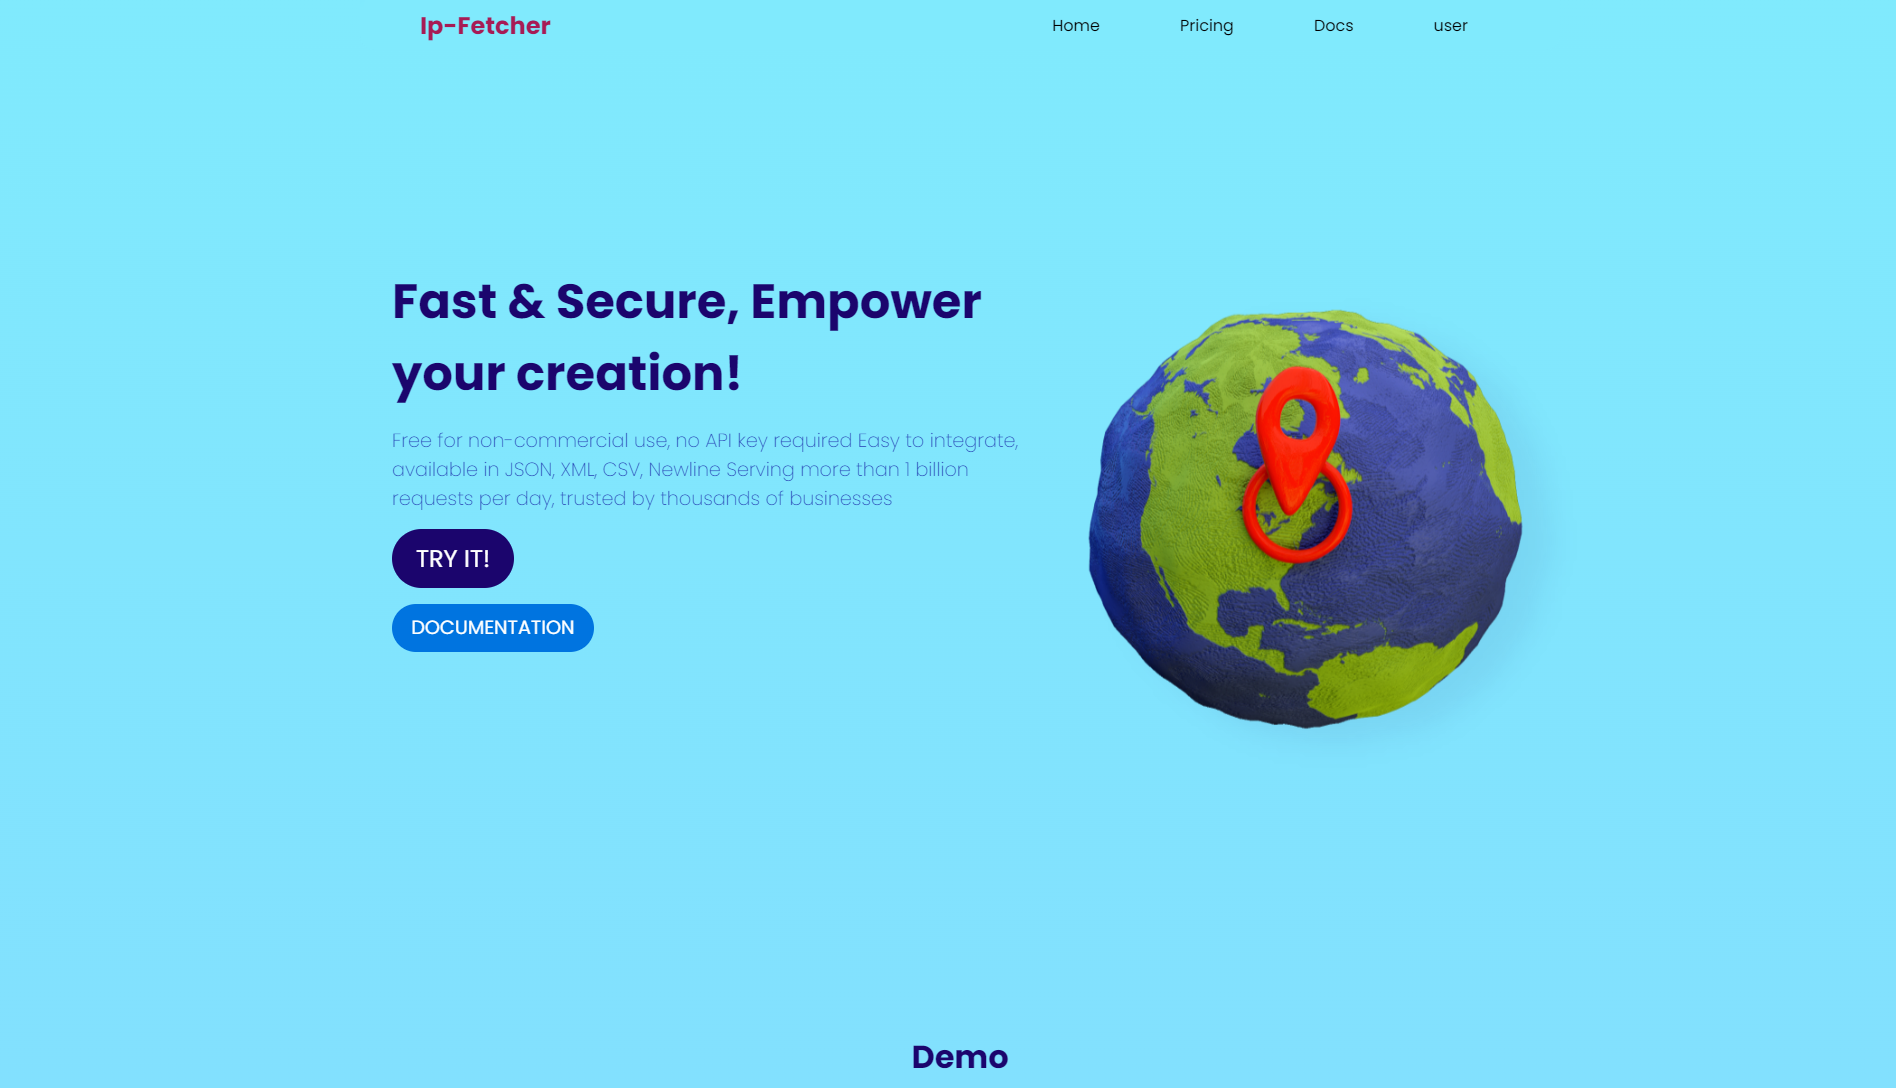 Ip-Fetcher
Home
Pricing
Docs
user
Fast & Secure, Empower
your creation!
Free for non-commercial use, no API key required Easy to integrate,
available in JSON, XML, CSV, Newline Serving more than 1 billion
requests per day, trusted by thousands of businesses
TRY IT!
DOCUMENTATION
Demo